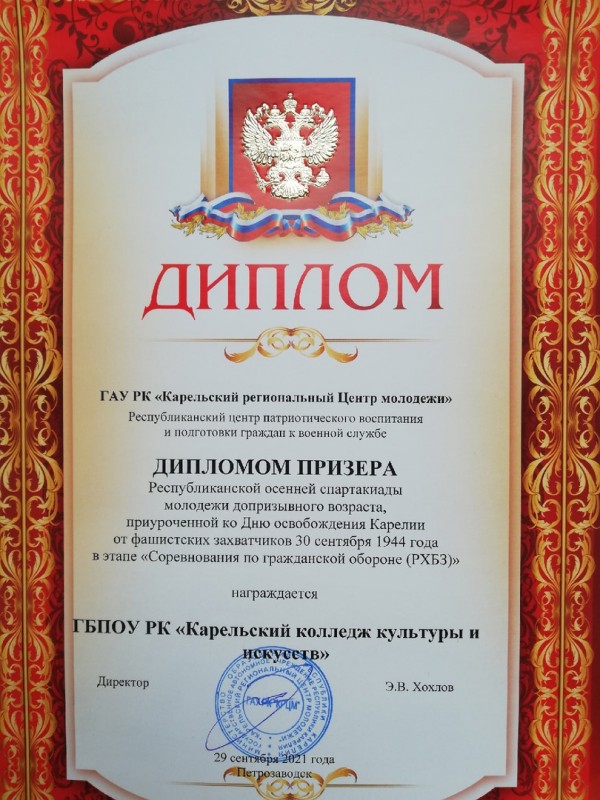 ДИПЛОМ
ГАУ РК «Карельский региональный Центр молодежи»
Республиканский центр патриотического воспитания
и подготовки граждан к военной службе
ДИПЛОМОМ ПРИЗЕРА
Республиканской осенней спартакиады
молодежи допризывного возраста,
приуроченной ко Дню освобождения Карелии
от фашистских захватчиков 30 сентября 1944 года
в этапе «Соревнования по гражданской обороне (РХБЗ)»
награждается
ГБПОУ РК «Карельский колледж культуры и
искусств»
Директор Э.В. Хохлов
29 сентября 2021 года
Петрозаводск